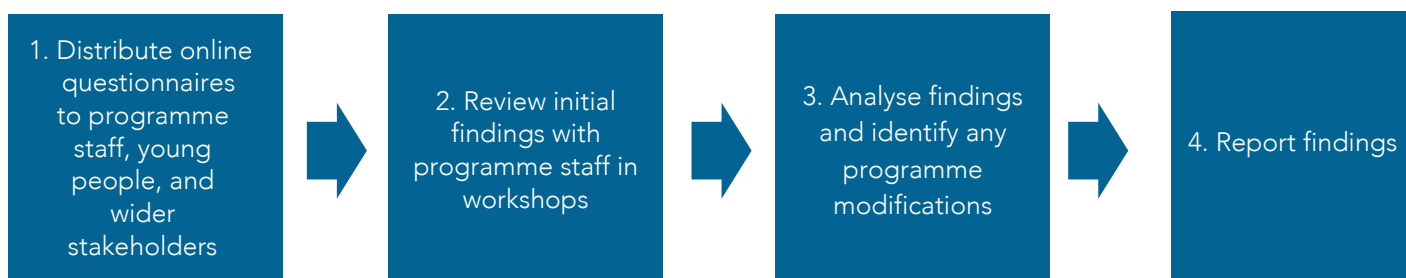 1. Distribute online
questionnaires
to programme
staff, young
people, and
wider
stakeholders
2. Review initial
findings with
programme staff in
workshops
3. Analyse findings
and identify any
programme
modifications
4. Report findings